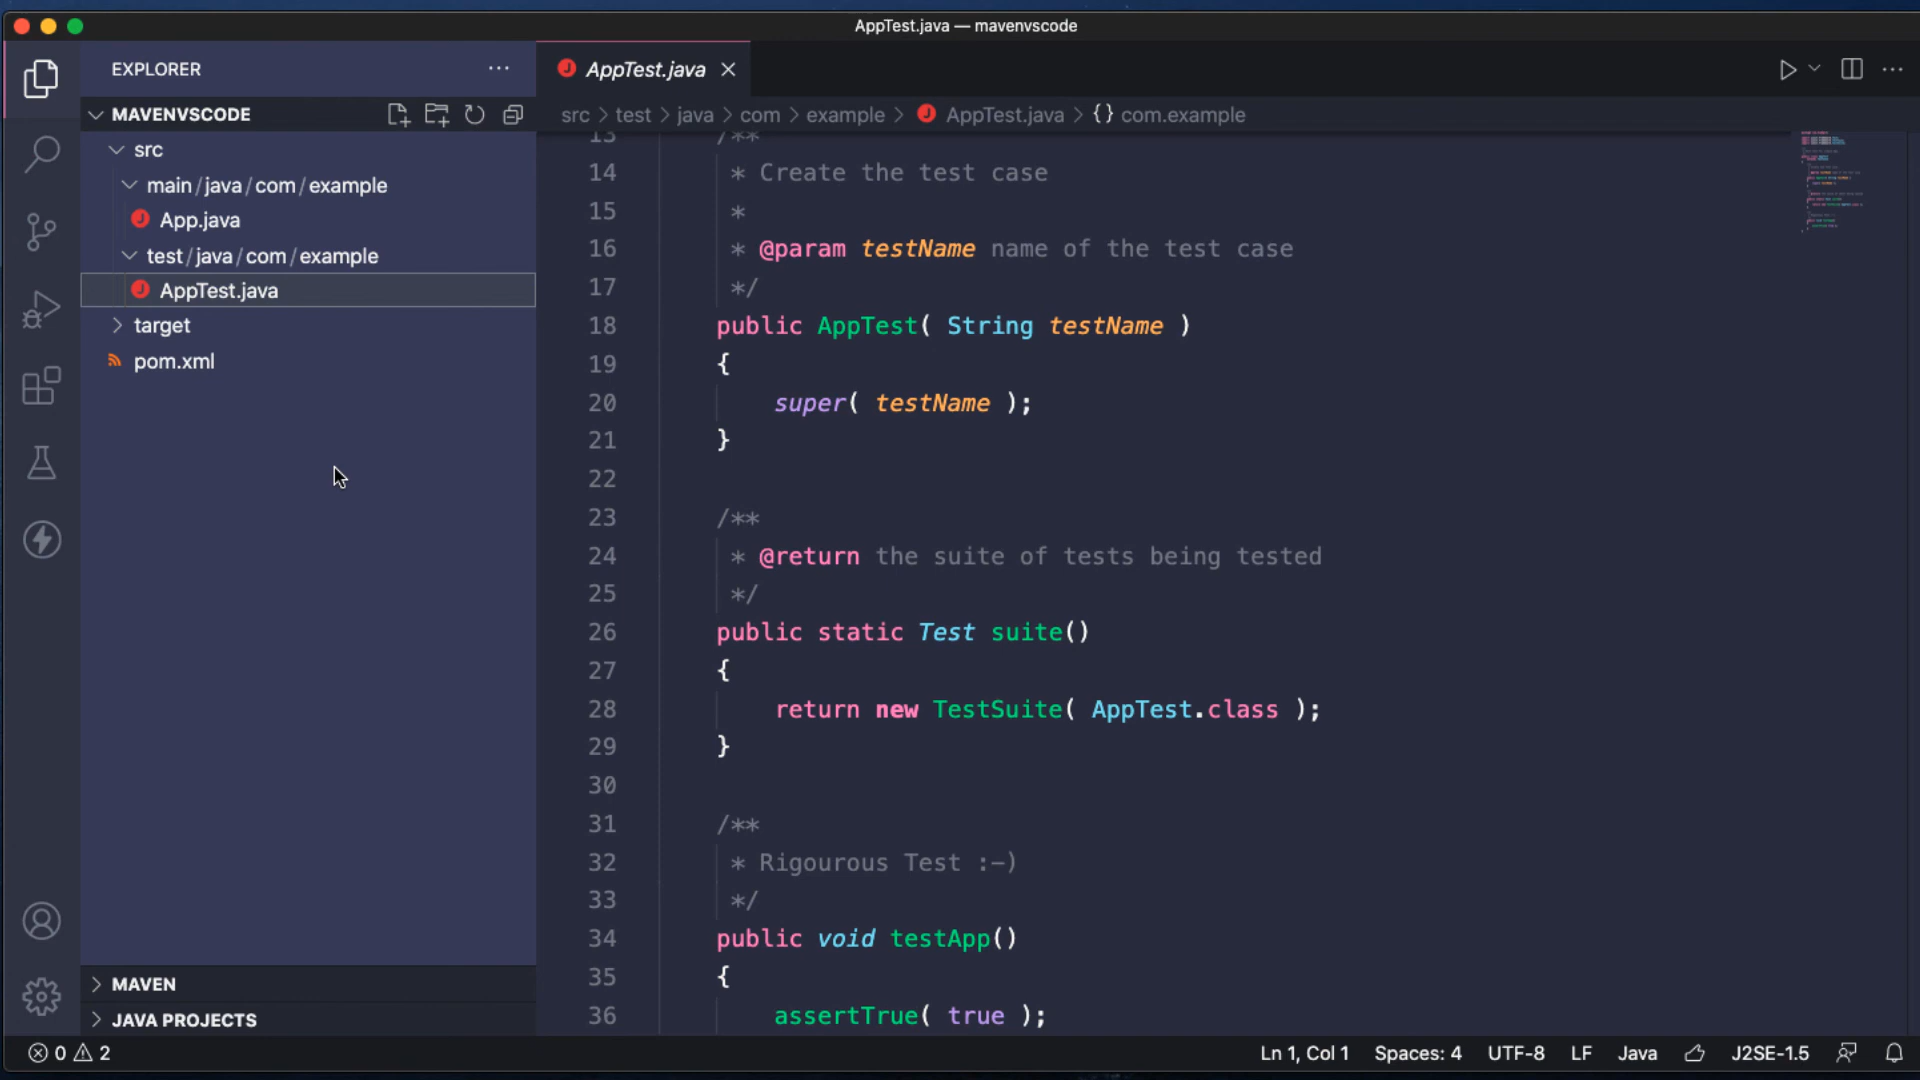 AppTest.java — mavenvscode
EXPLORER
MAVENVSCODE
src
main/java/com/example
App.java
test/java/com/example
AppTest.java
target
pom.xml
MAVEN
JAVA PROJECTS
AppTest.java
src > test > java > com > example > AppTest.java > {} com.example
13 /**
14 * Create the test case
15 *
16 * @param testName name of the test case
17 */
18 public AppTest( String testName )
19 {
20 super( testName );
21 }
22
23 /**
24 * @return the suite of tests being tested
25 */
26 public static Test suite()
27 {
28 return new TestSuite( AppTest.class );
29 }
30
31 /**
32 * Rigourous Test :-)
33 */
34 public void testApp()
35 {
36 assertTrue( true );
0 2 Ln 1, Col 1 Spaces: 4 UTF-8 LF Java J2SE-1.5